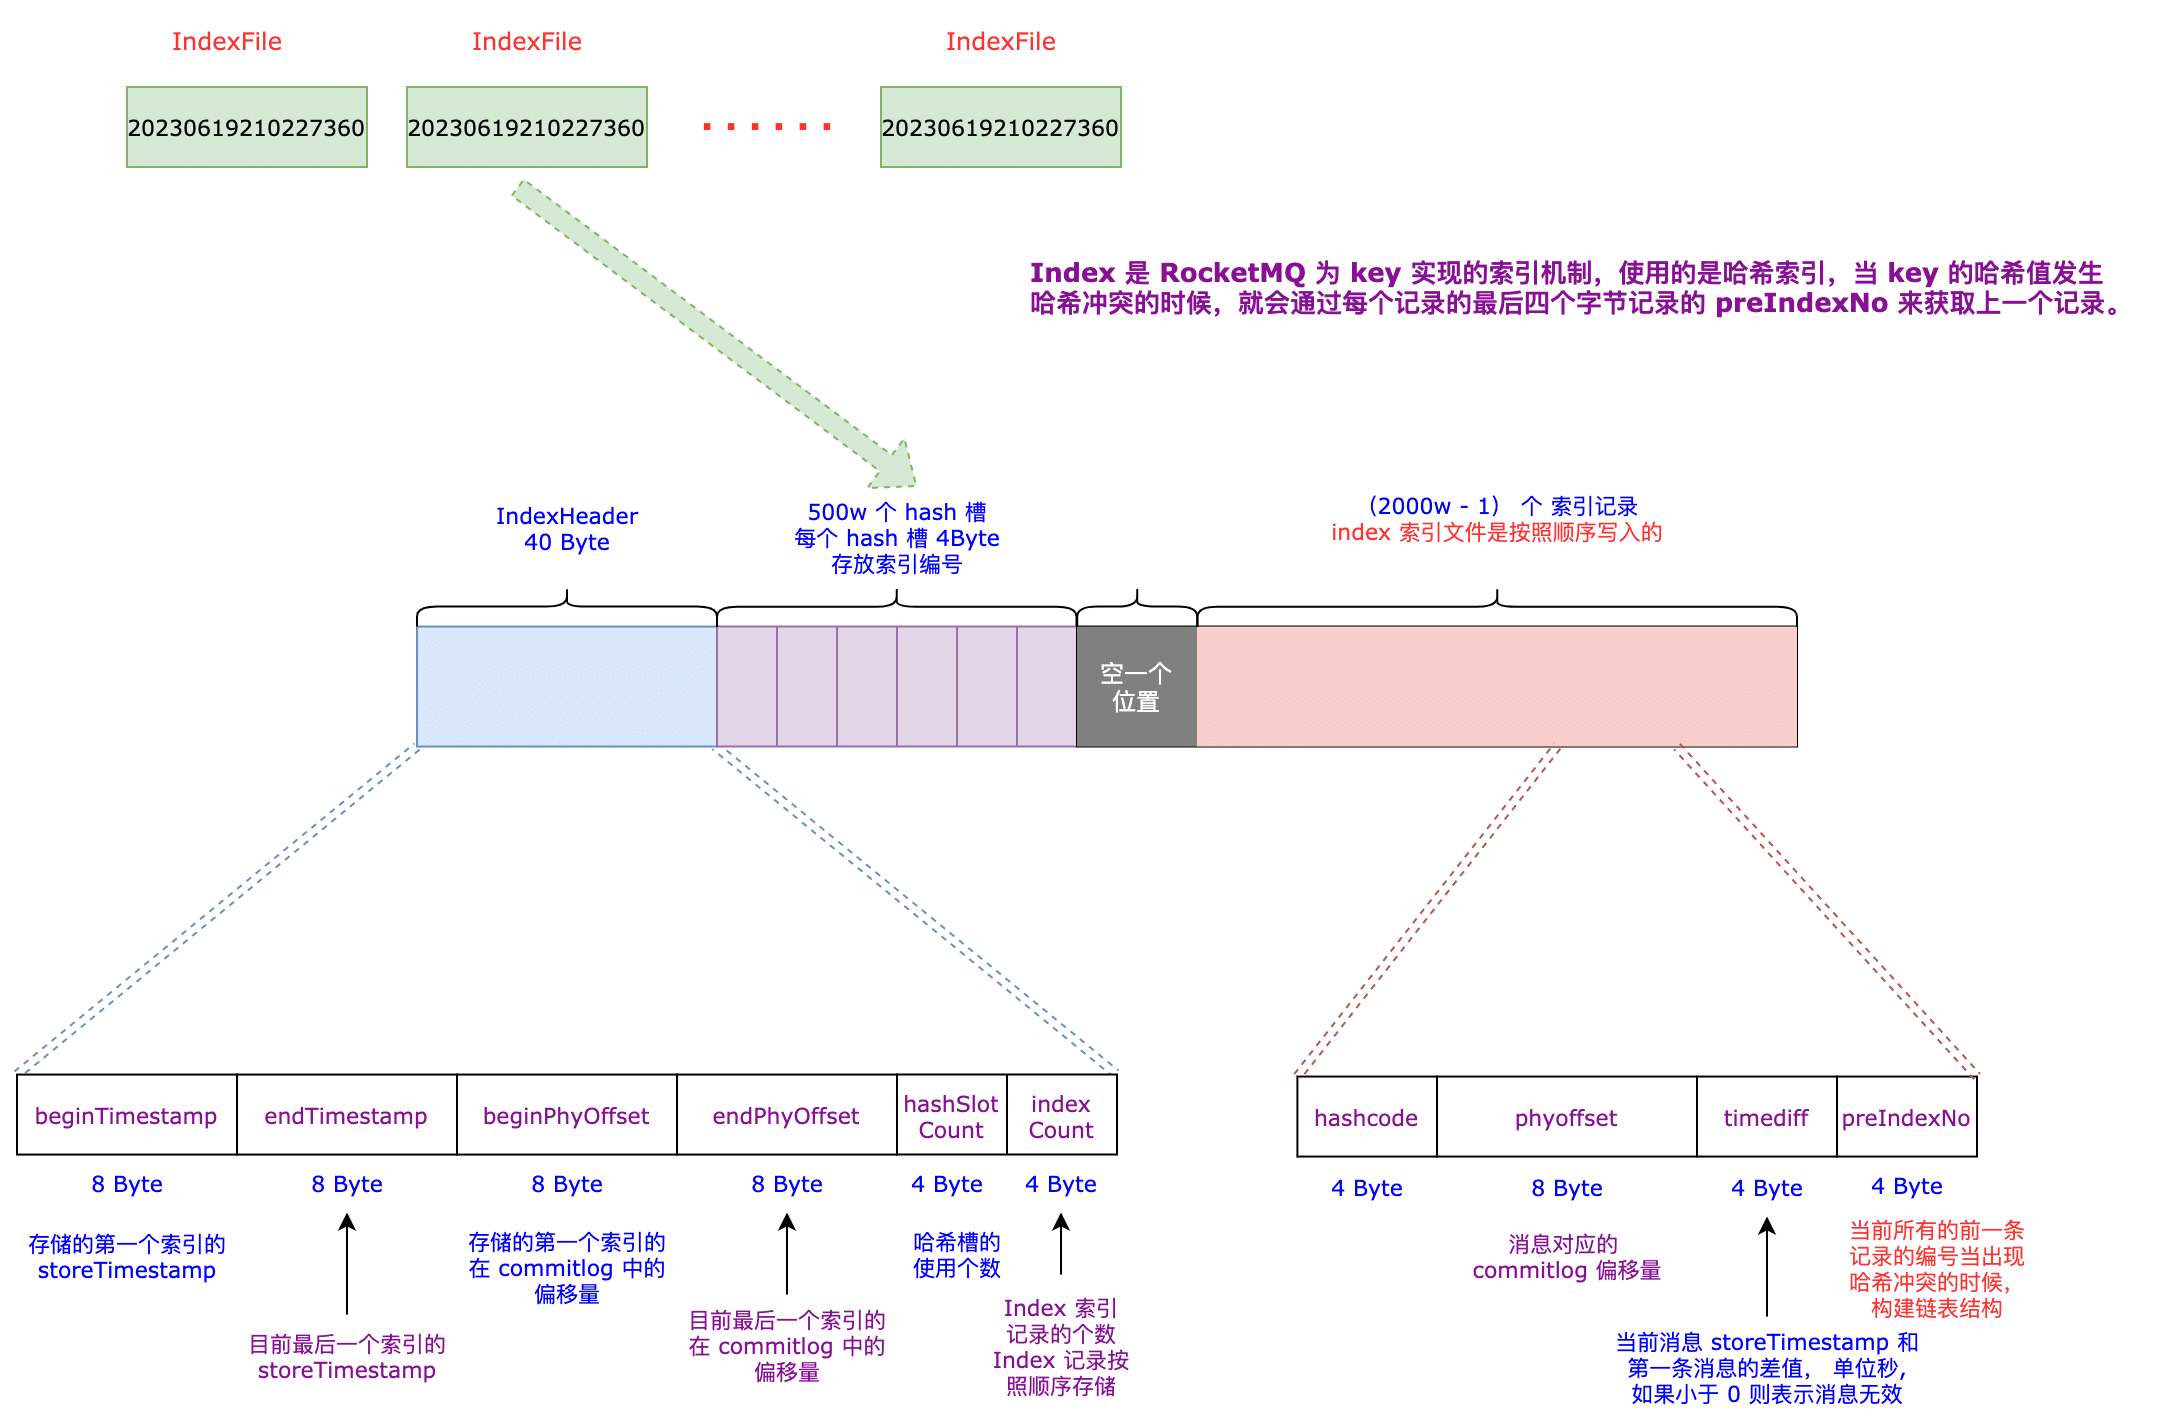 IndexFile
IndexFile
IndexFile
20230619210227360
20230619210227360
20230619210227360
Index 是 RocketMQ 为 key 实现的索引机制，使用的是哈希索引，当 key 的哈希值发生
哈希冲突的时候，就会通过每个记录的最后四个字节记录的 preIndexNo 来获取上一个记录。
IndexHeader
40 Byte
500w 个 hash 槽
每个 hash 槽 4Byte
存放索引编号
（2000w - 1） 个 索引记录
index 索引文件是按照顺序写入的
空一个
位置
beginTimestamp
endTimestamp
beginPhyOffset
endPhyOffset
hashSlot
Count
index
Count
8 Byte
8 Byte
8 Byte
8 Byte
4 Byte
4 Byte
存储的第一个索引的
storeTimestamp
目前最后一个索引的
storeTimestamp
存储的第一个索引的
在 commitlog 中的
偏移量
目前最后一个索引的
在 commitlog 中的
偏移量
哈希槽的
使用个数
Index 索引
记录的个数
Index 记录按
照顺序存储
hashcode
phyoffset
timediff
preIndexNo
4 Byte
8 Byte
4 Byte
4 Byte
消息对应的
commitlog 偏移量
当前消息 storeTimestamp 和
第一条消息的差值， 单位秒,
如果小于 0 则表示消息无效
当前所有的前一条
记录的编号当出现
哈希冲突的时候，
构建链表结构